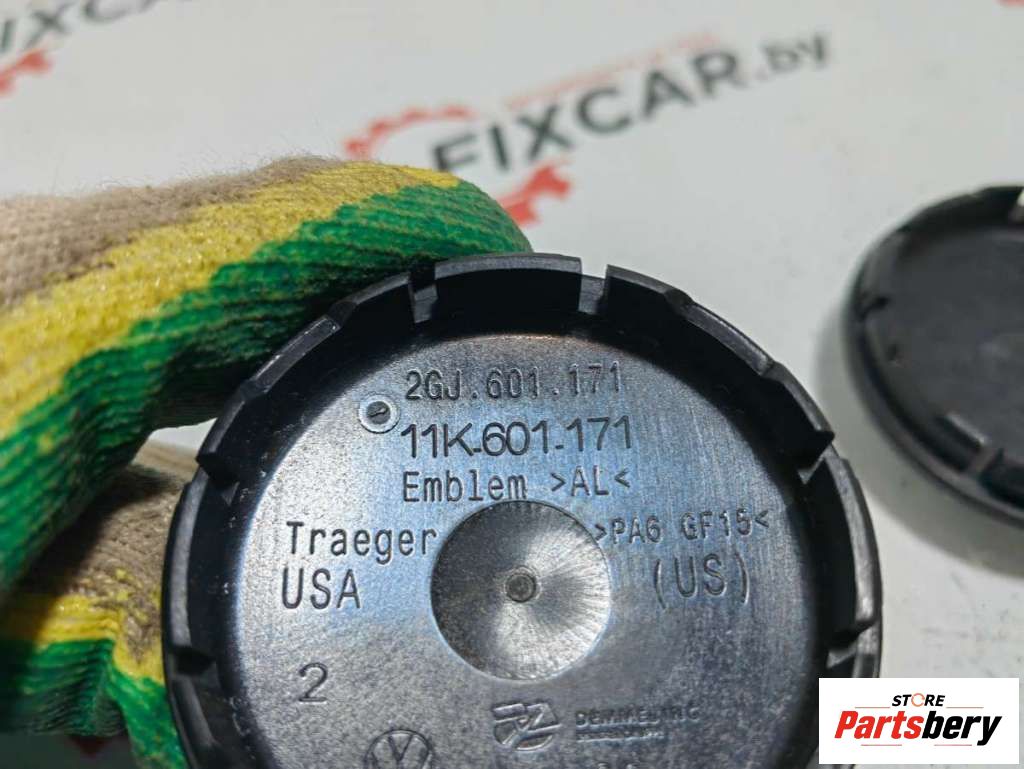 FIXCAR.by
2GJ.601.171
11K-601-171
Emblem >AL<
Traeger >PA6 GF15<
USA (US)
2
STORE
Partsbery